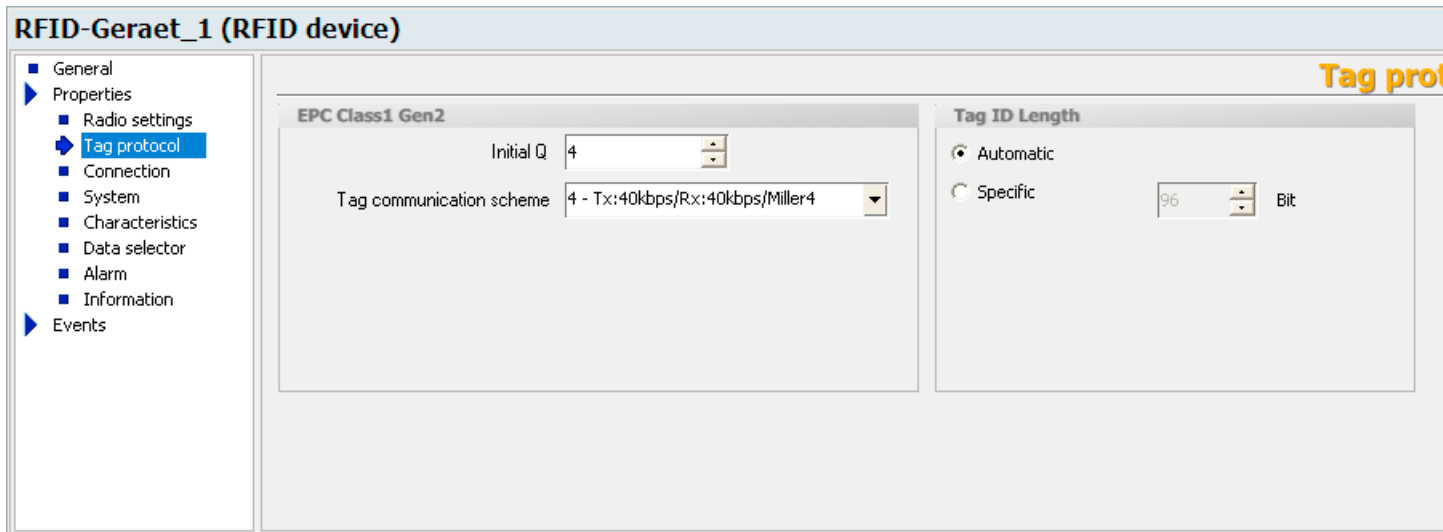 RFID-Geraet_1 (RFID device)
General
Properties
Radio settings
Tag protocol
Connection
System
Characteristics
Data selector
Alarm
Information
Events
Tag prot
EPC Class1 Gen2
Initial Q 4
Tag communication scheme 4 - Tx:40kbps/Rx:40kbps/Miller4
Tag ID Length
Automatic
Specific 96 Bit